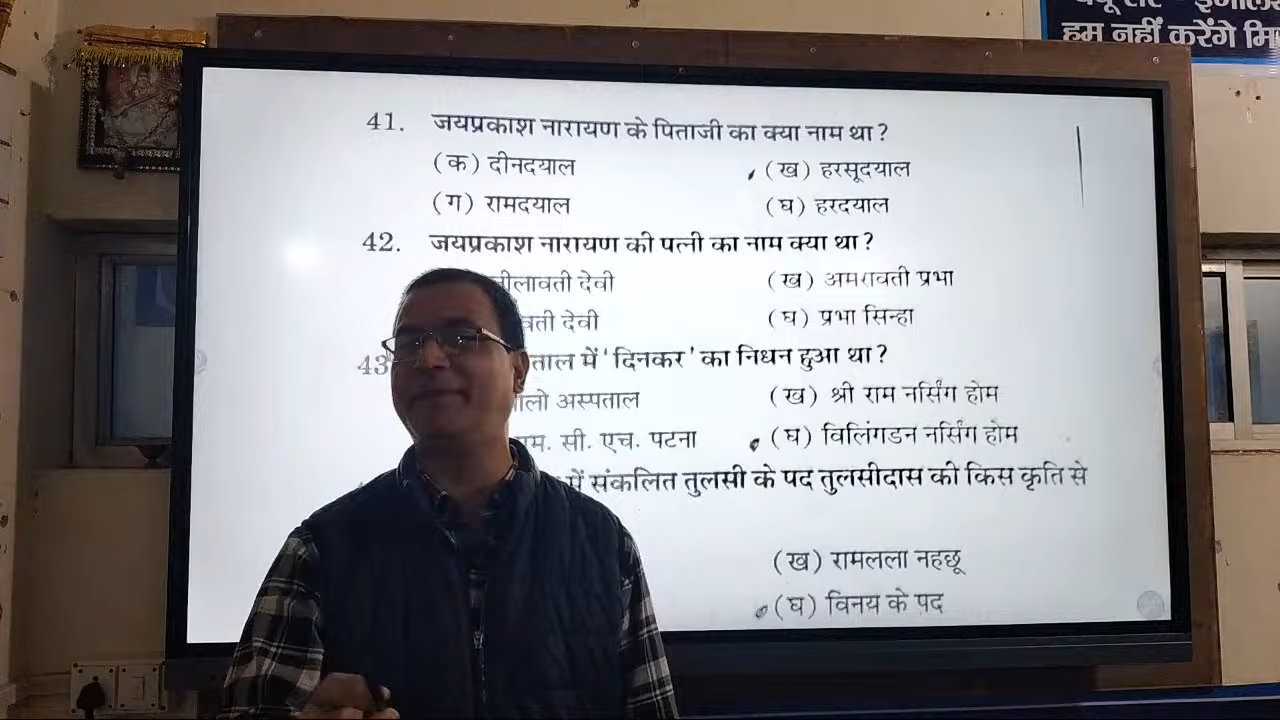 हम नहीं करेंगे
41. जयप्रकाश नारायण के पिताजी का क्या नाम था ?
(क) दीनदयाल (ख) हरसूदयाल
(ग) रामदयाल (घ) हरदयाल
42. जयप्रकाश नारायण की पत्नी का नाम क्या था ?
देवी (ख) अमरावती प्रभा
देवी (घ) प्रभा सिन्हा
43 में 'दिनकर' का निधन हुआ था ?
अस्पताल (ख) श्री राम नर्सिंग होम
सी. एच. पटना (घ) विलिंगडन नर्सिंग होम
में संकलित तुलसी के पद तुलसीदास की किस कृति से
(ख) रामलला नहछू
(घ) विनय के पद